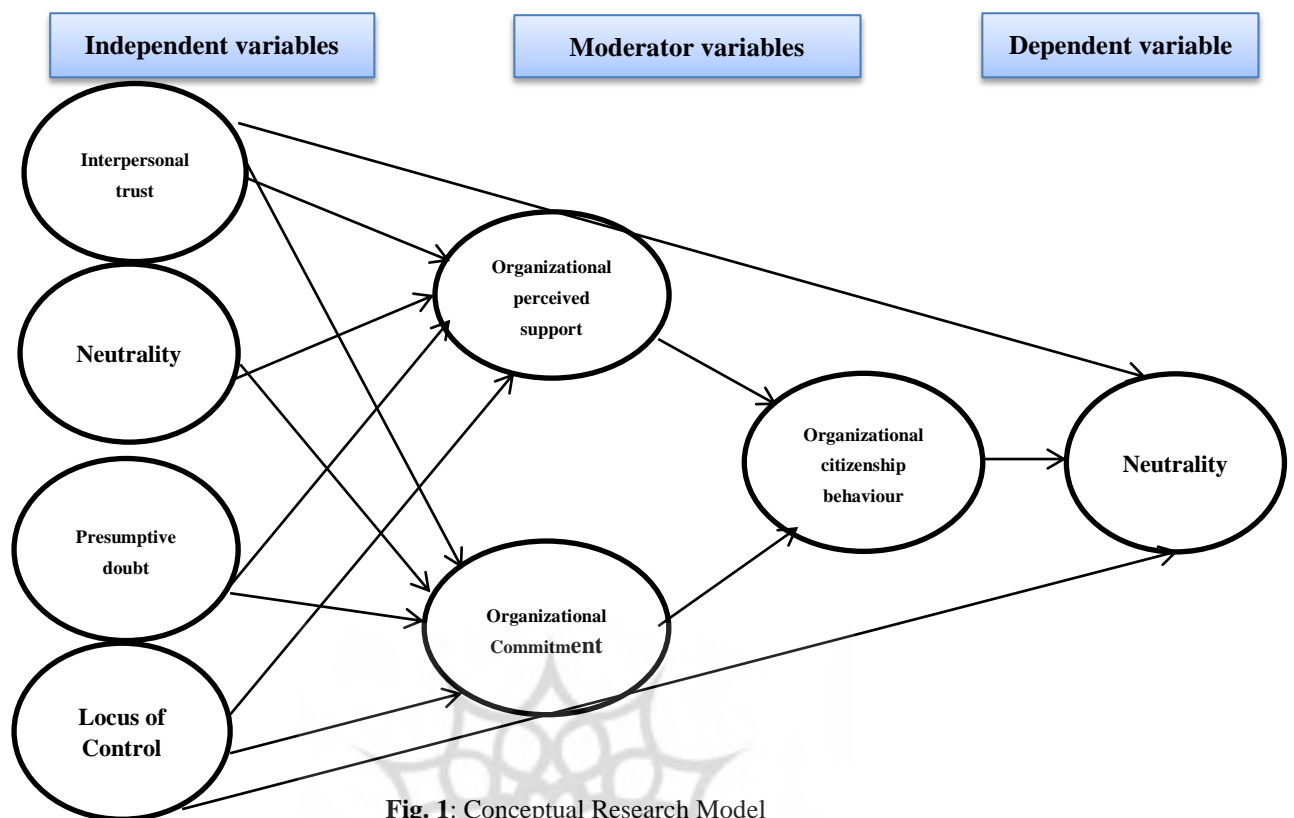 Independent variables
Moderator variables
Dependent variable
Interpersonal
trust
Neutrality
Presumptive
doubt
Locus of
Control
Organizational
perceived
support
Organizational
Commitment
Organizational
citizenship
behaviour
Neutrality
Fig. 1: Conceptual Research Model